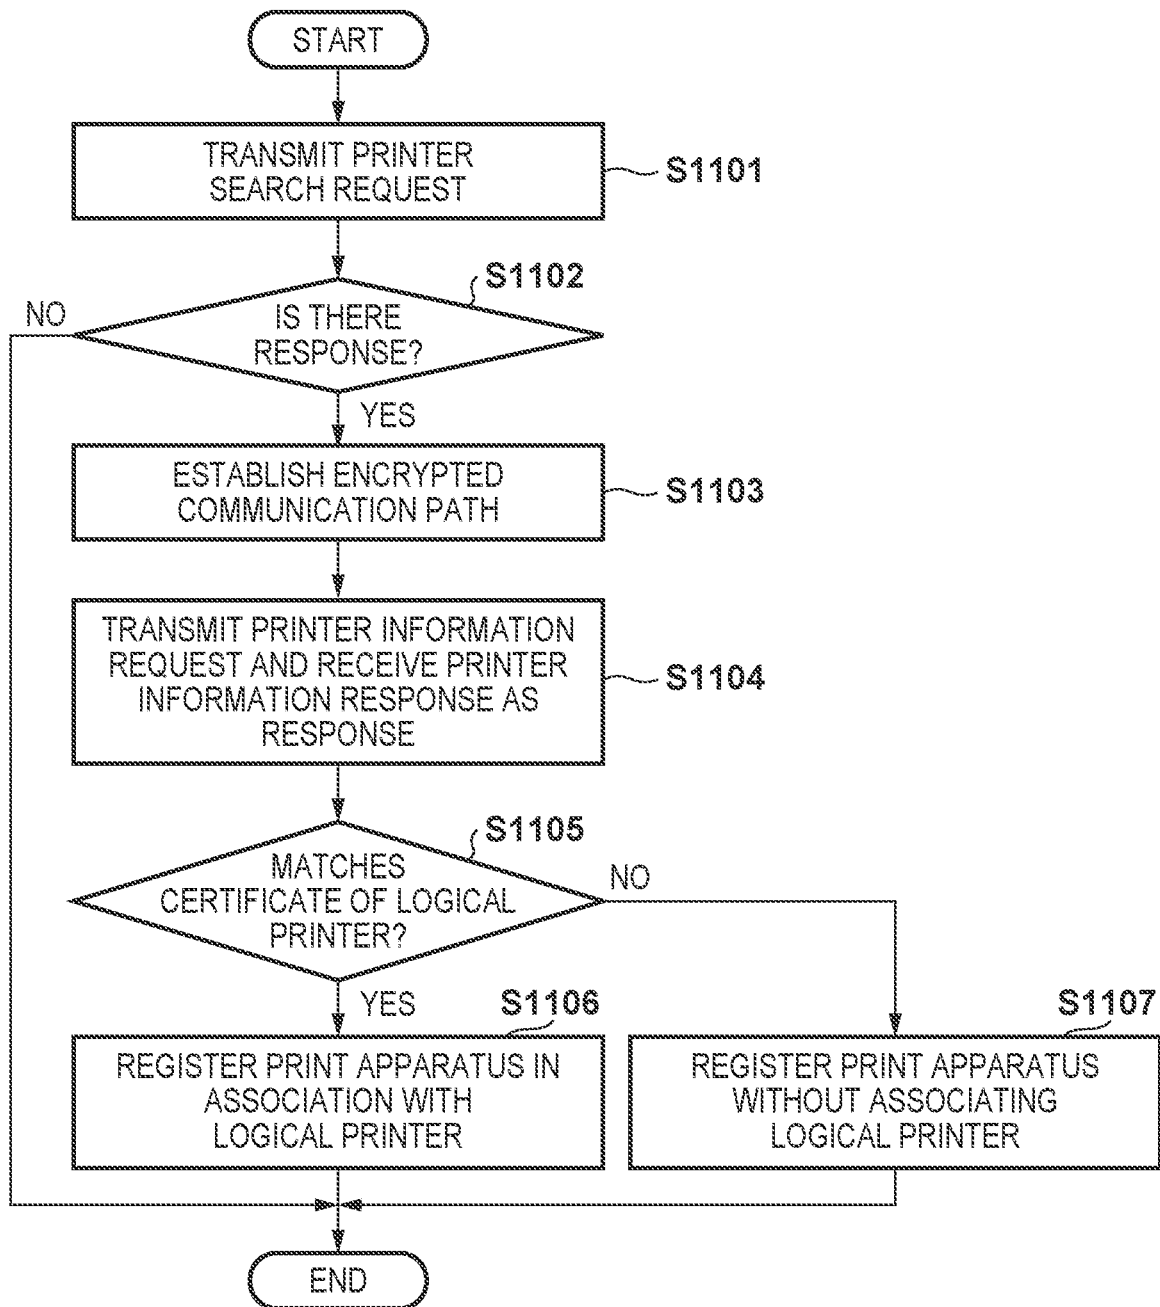 START
TRANSMIT PRINTER
SEARCH REQUEST
S1101
S1102
NO
IS THERE
RESPONSE?
YES
ESTABLISH ENCRYPTED
COMMUNICATION PATH
S1103
TRANSMIT PRINTER INFORMATION
REQUEST AND RECEIVE PRINTER
INFORMATION RESPONSE AS
RESPONSE
S1104
S1105
MATCHES
CERTIFICATE OF LOGICAL
PRINTER?
NO
YES
S1106
REGISTER PRINT APPARATUS IN
ASSOCIATION WITH
LOGICAL PRINTER
S1107
REGISTER PRINT APPARATUS
WITHOUT ASSOCIATING
LOGICAL PRINTER
END